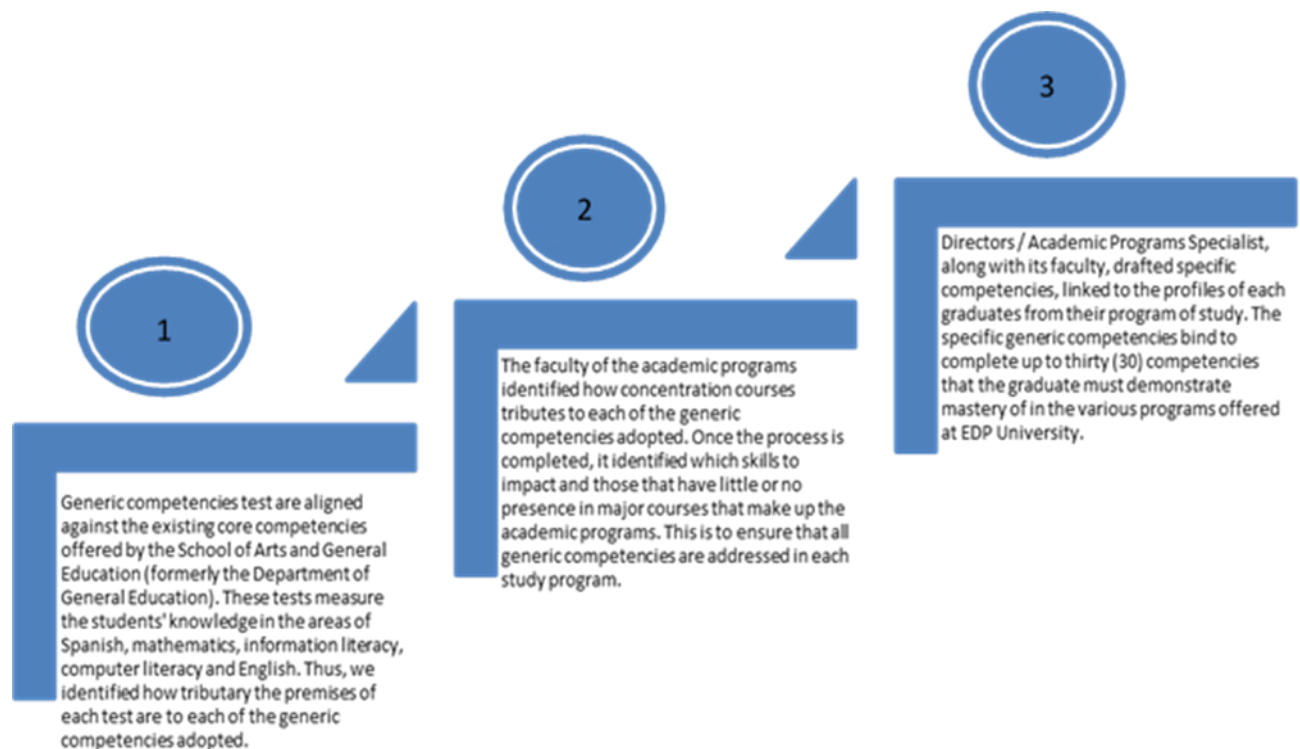 1
Generic competencies test are aligned
against the existing core competencies
offered by the School of Arts and General
Education (formerly the Department of
General Education). These tests measure
the students' knowledge in the areas of
Spanish, mathematics, information literacy,
computer literacy and English. Thus, we
identified how tributary the premises of
each test are to each of the generic
competencies adopted.
2
The faculty of the academic programs
identified how concentration courses
tributes to each of the generic
competencies adopted. Once the process is
completed, it identified which skills to
impact and those that have little or no
presence in major courses that make up the
academic programs. This is to ensure that all
generic competencies are addressed in each
study program.
3
Directors / Academic Programs Specialist,
along with its faculty, drafted specific
competencies, linked to the profiles of each
graduates from their program of study. The
specific generic competencies bind to
complete up to thirty (30) competencies
that the graduate must demonstrate
mastery of in the various programs offered
at EDP University.